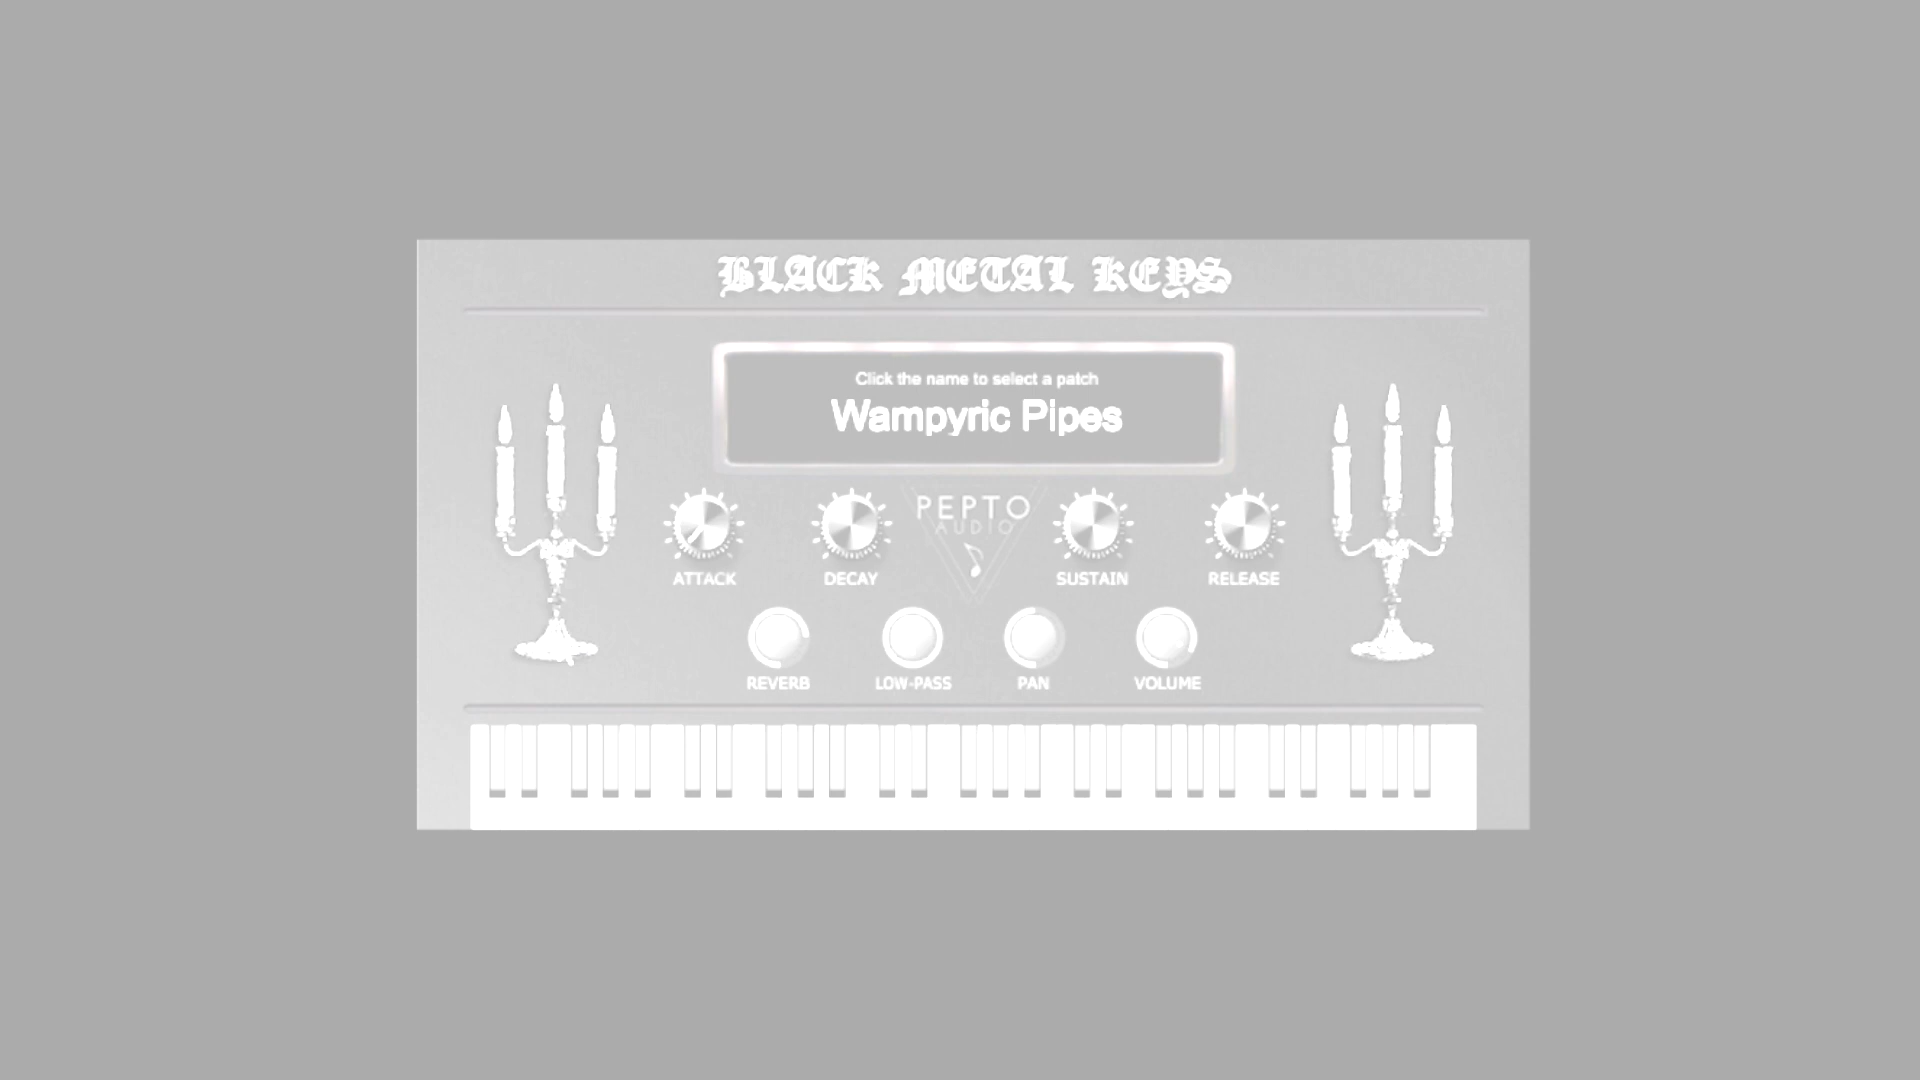 BLACK METAL KEYS
Click the name to select a patch
Wampyric Pipes
PEPTO
AUDIO
ATTACK
DECAY
SUSTAIN
RELEASE
REVERB
LOW-PASS
PAN
VOLUME